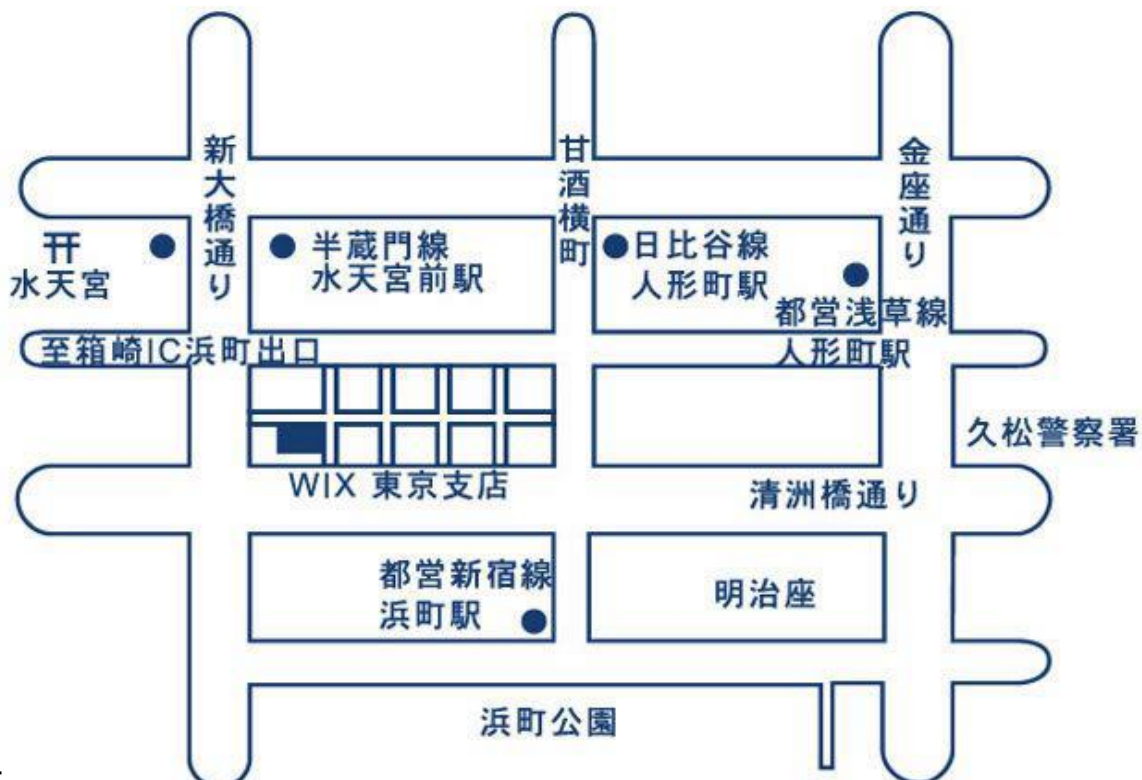 新大橋通り
甘酒横町
金座通り
水天宮
半蔵門線
水天宮前駅
日比谷線
人形町駅
都営浅草線
人形町駅
至箱崎IC浜町出口
久松警察署
WIX 東京支店
清洲橋通り
都営新宿線
浜町駅
明治座
浜町公園